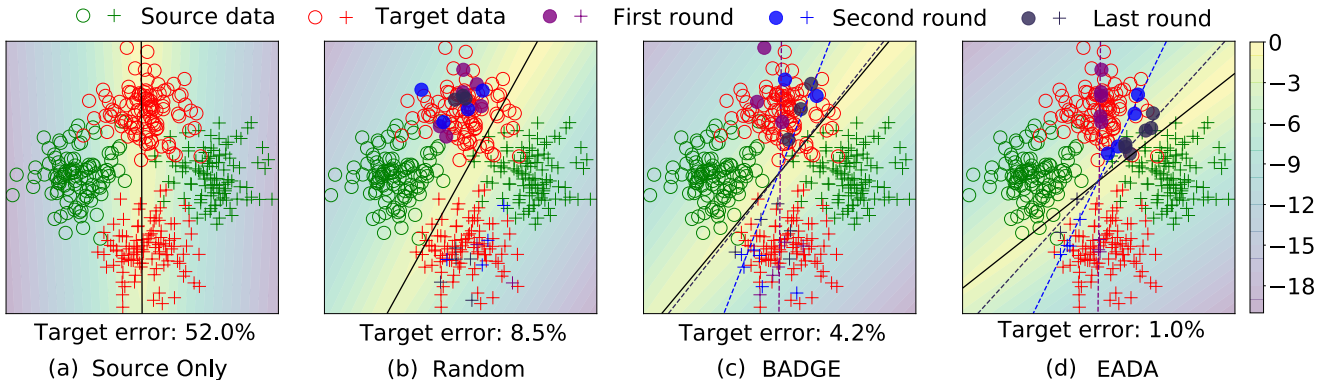 Source data Target data First round Second round Last round
0
−3
−6
−9
−12
−15
−18
Target error: 52.0% Target error: 8.5% Target error: 4.2% Target error: 1.0%
(a) Source Only (b) Random (c) BADGE (d) EADA